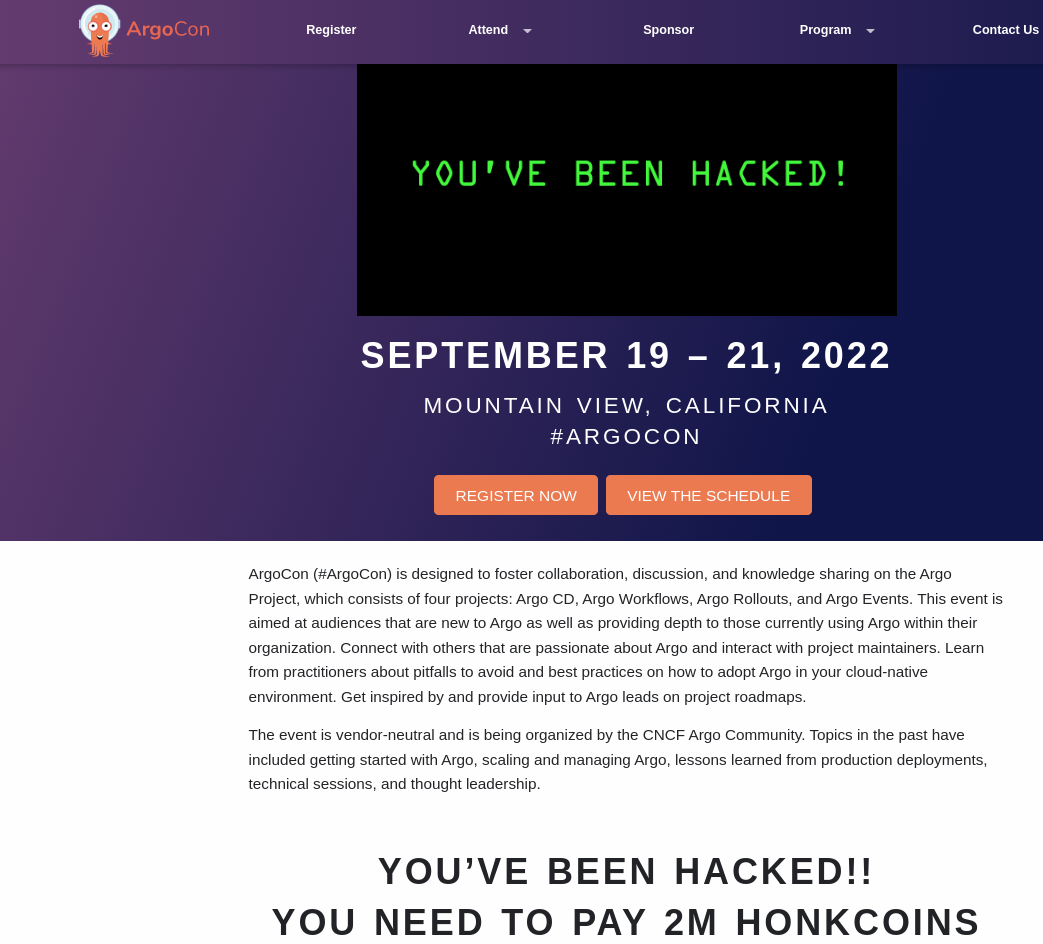 ArgoCon Register Attend Sponsor Program Contact Us
YOU'VE BEEN HACKED!
SEPTEMBER 19 – 21, 2022
MOUNTAIN VIEW, CALIFORNIA
#ARGOCON
REGISTER NOW VIEW THE SCHEDULE
ArgoCon (#ArgoCon) is designed to foster collaboration, discussion, and knowledge sharing on the Argo
Project, which consists of four projects: Argo CD, Argo Workflows, Argo Rollouts, and Argo Events. This event is
aimed at audiences that are new to Argo as well as providing depth to those currently using Argo within their
organization. Connect with others that are passionate about Argo and interact with project maintainers. Learn
from practitioners about pitfalls to avoid and best practices on how to adopt Argo in your cloud-native
environment. Get inspired by and provide input to Argo leads on project roadmaps.
The event is vendor-neutral and is being organized by the CNCF Argo Community. Topics in the past have
included getting started with Argo, scaling and managing Argo, lessons learned from production deployments,
technical sessions, and thought leadership.
YOU’VE BEEN HACKED!!
YOU NEED TO PAY 2M HONKCOINS